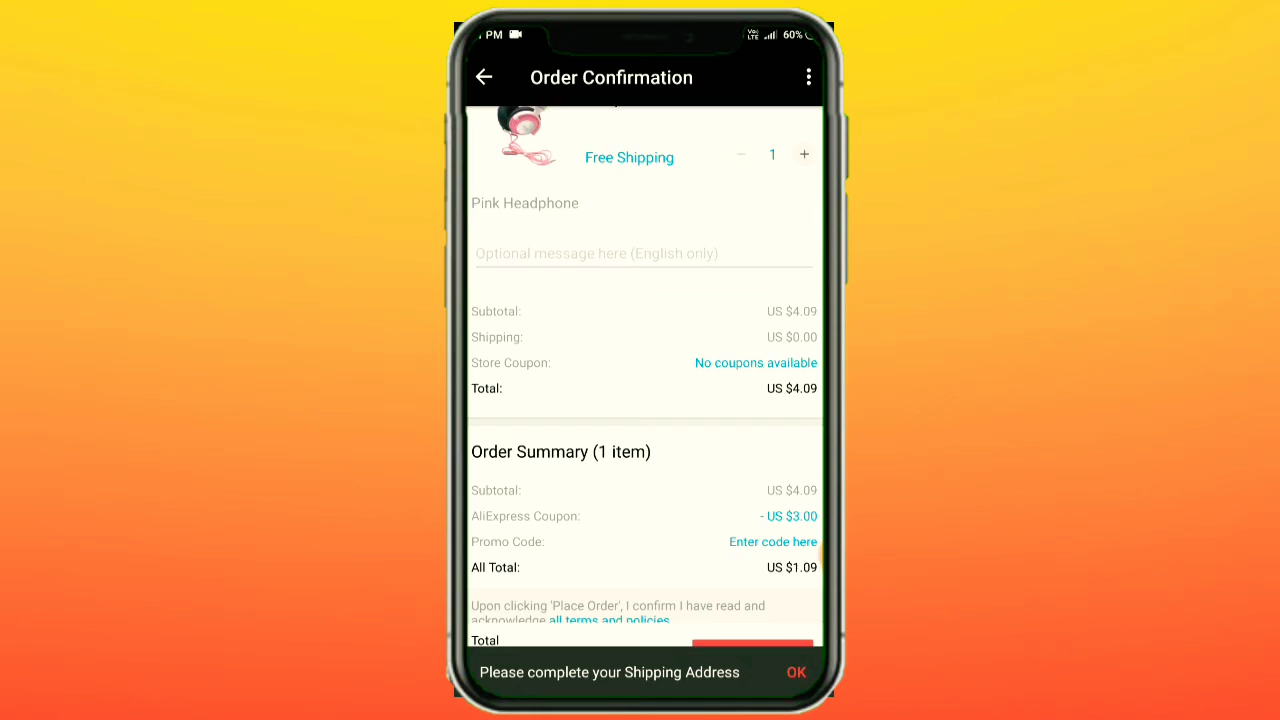 PM Voj LTE 60%
Order Confirmation
Free Shipping - 1 +
Pink Headphone
Optional message here (English only)
Subtotal: US $4.09
Shipping: US $0.00
Store Coupon: No coupons available
Total: US $4.09
Order Summary (1 item)
Subtotal: US $4.09
AliExpress Coupon: - US $3.00
Promo Code: Enter code here
All Total: US $1.09
Upon clicking 'Place Order', I confirm I have read and
acknowledge all terms and policies
Total
Please complete your Shipping Address OK